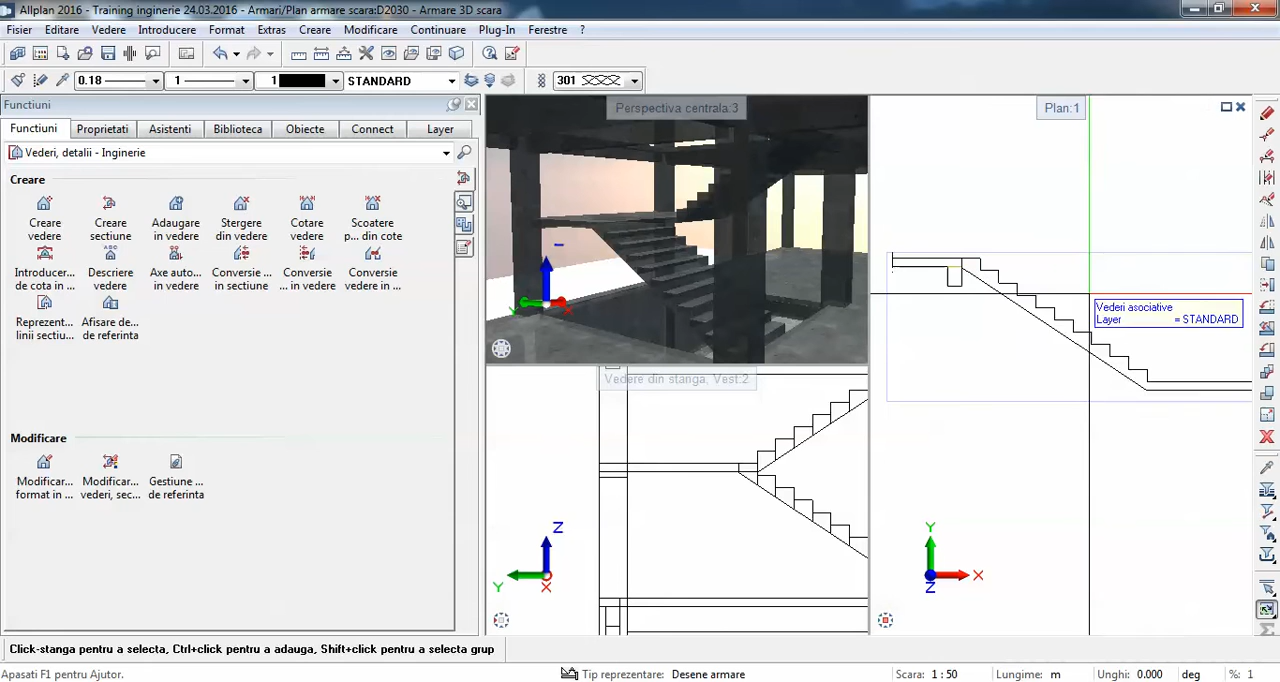 Allplan 2016 - Training inginerie 24.03.2016 - Armari/Plan armare scara:D2030 - Armare 3D scara
Fisier Editare Vedere Introducere Format Extras Creare Modificare Continuare Plug-In Ferestre ?
0.18 1 1 STANDARD 301
Functiuni
Functiuni Proprietati Asistenti Biblioteca Obiecte Connect Layer
Vederi, detalii - Inginerie
Creare
Creare vedere
Creare sectiune
Adaugare in vedere
Stergere din vedere
Cotare vedere
Scoatere p... din cote
Introducer... de cota in ...
Descriere vedere
Axe auto... in vedere
Conversie ... in sectiune
Conversie ... in vedere
Conversie vedere in ...
Reprezent... linii sectiu...
Afisare de... de referinta
Modificare
Modificar... format in ...
Modificar... vederi, sec...
Gestiune ... de referinta
Perspectiva centrala:3
Y X
Vedere din stanga, Vest:2
Z
Y X
Plan:1
Vederi asociative
Layer = STANDARD
Y
X
Z
Click-stanga pentru a selecta, Ctrl+click pentru a adauga, Shift+click pentru a selecta grup
Apasati F1 pentru Ajutor. Tip reprezentare: Desene armare Scara: 1 : 50 Lungime: m Unghi: 0.000 deg %: 1